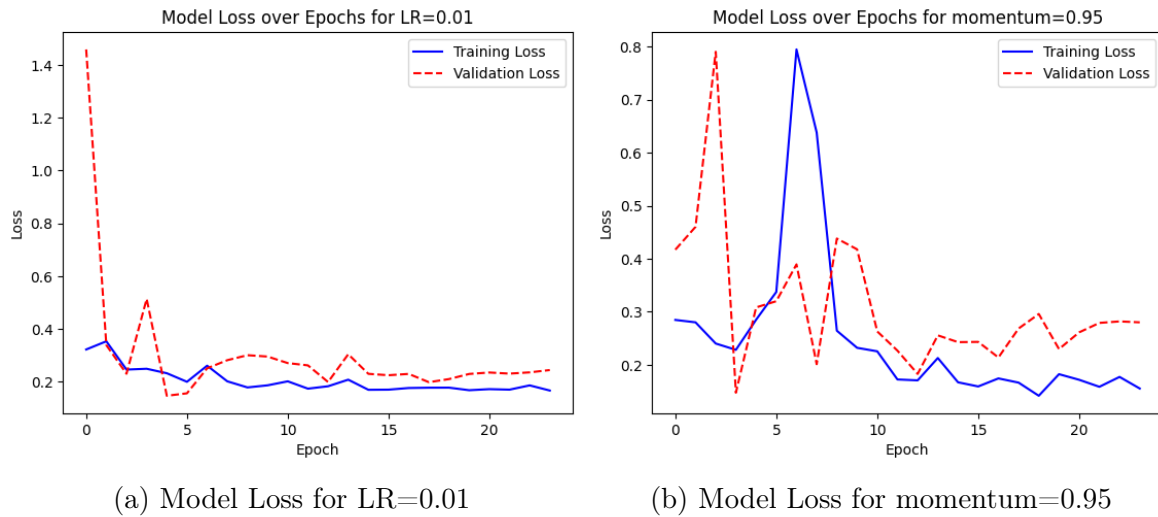 Model Loss over Epochs for LR=0.01
Training Loss
Validation Loss
1.4
1.2
1.0
0.8
0.6
0.4
0.2
Loss
0 5 10 15 20
Epoch
(a) Model Loss for LR=0.01
Model Loss over Epochs for momentum=0.95
Training Loss
Validation Loss
0.8
0.7
0.6
0.5
0.4
0.3
0.2
Loss
0 5 10 15 20
Epoch
(b) Model Loss for momentum=0.95